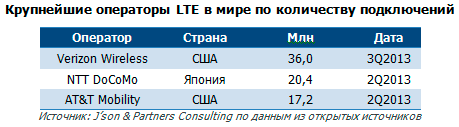 Крупнейшие операторы LTE в мире по количеству подключений
Оператор Страна Млн Дата
Verizon Wireless США 36,0 3Q2013
NTT DoCoMo Япония 20,4 2Q2013
AT&T Mobility США 17,2 2Q2013
Источник: J'son & Partners Consulting по данным из открытых источников